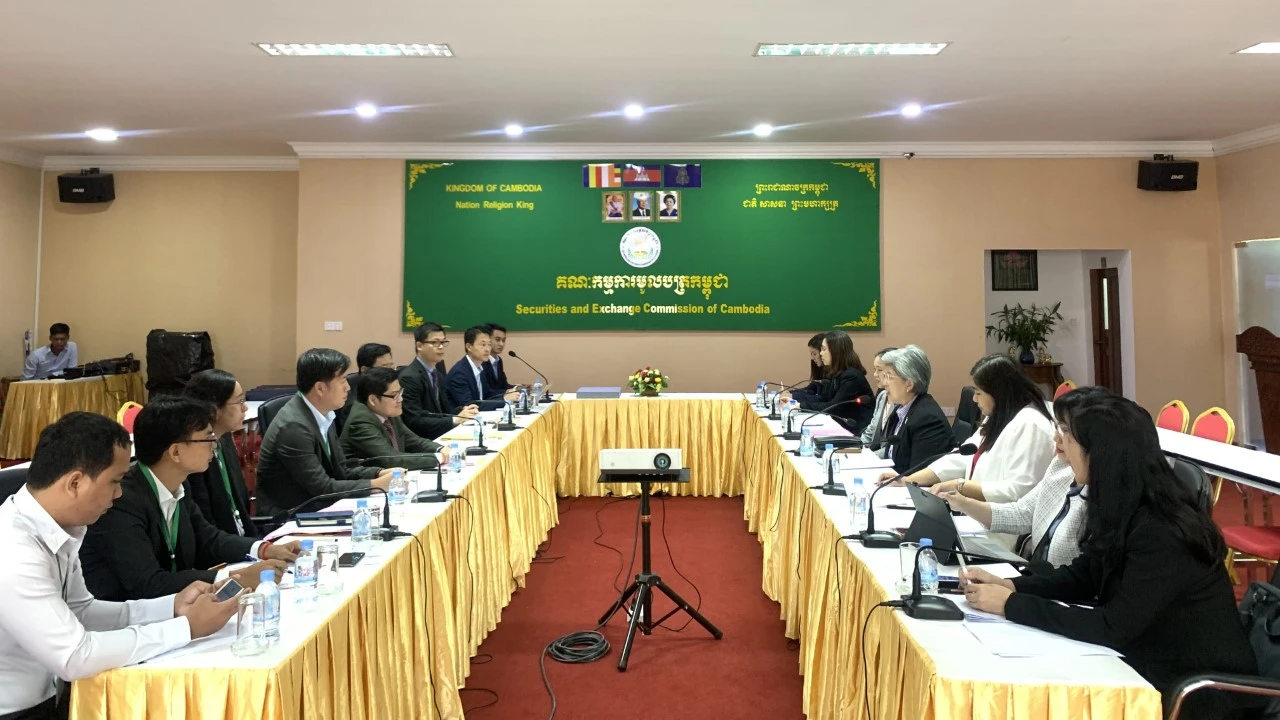 KINGDOM OF CAMBODIA
Nation Religion King
ព្រះរាជាណាចក្រកម្ពុជា
ជាតិ សាសនា ព្រះមហាក្សត្រ
គណៈកម្មការមូលបត្រកម្ពុជា
Securities and Exchange Commission of Cambodia